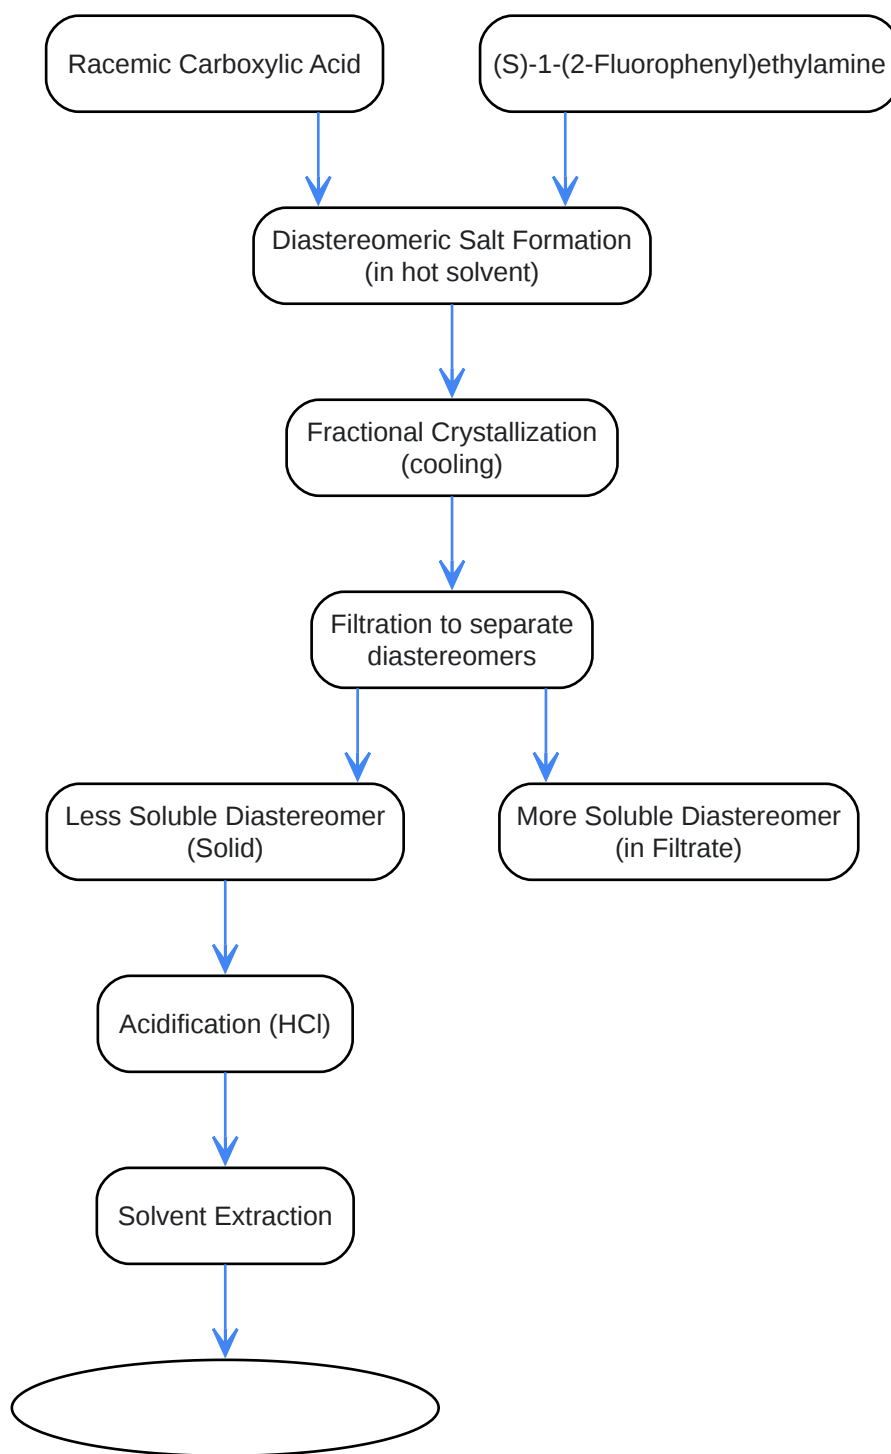 Racemic Carboxylic Acid
(S)-1-(2-Fluorophenyl)ethylamine
Diastereomeric Salt Formation
(in hot solvent)
Fractional Crystallization
(cooling)
Filtration to separate
diastereomers
Less Soluble Diastereomer
(Solid)
More Soluble Diastereomer
(in Filtrate)
Acidification (HCl)
Solvent Extraction